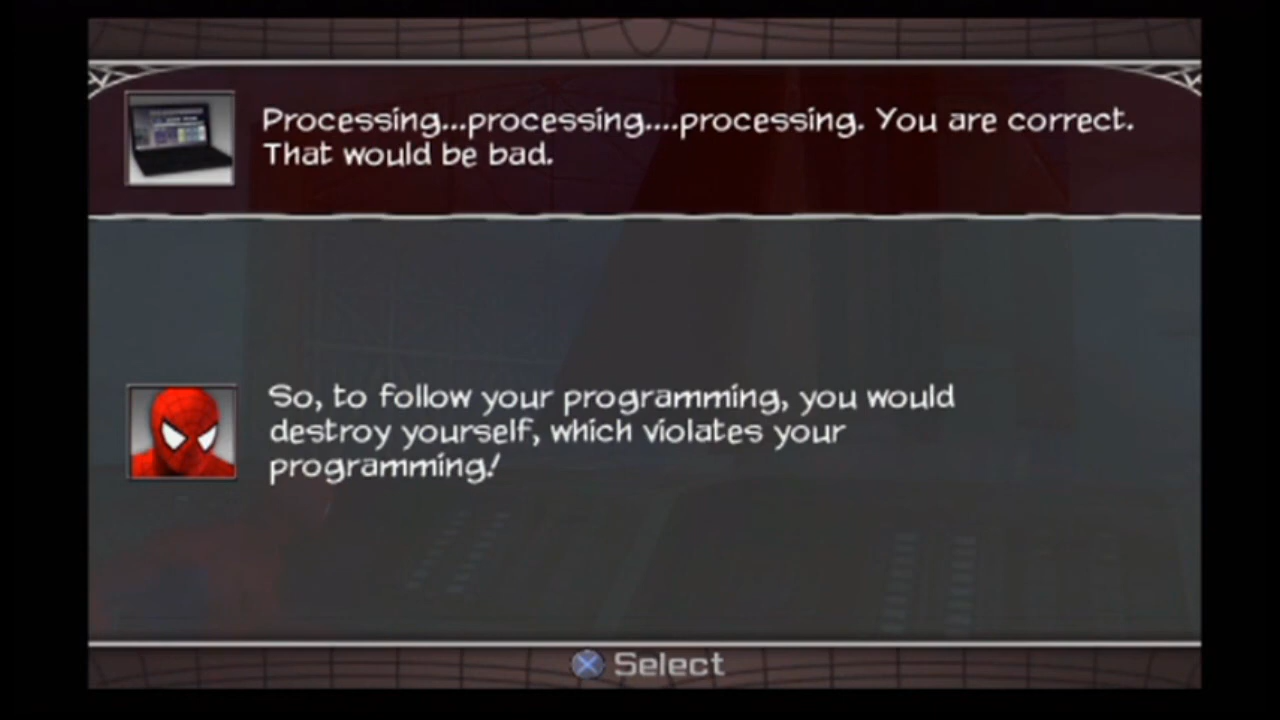 Processing...processing....processing. You are correct.
That would be bad.
So, to follow your programming, you would
destroy yourself, which violates your
programming!
Select